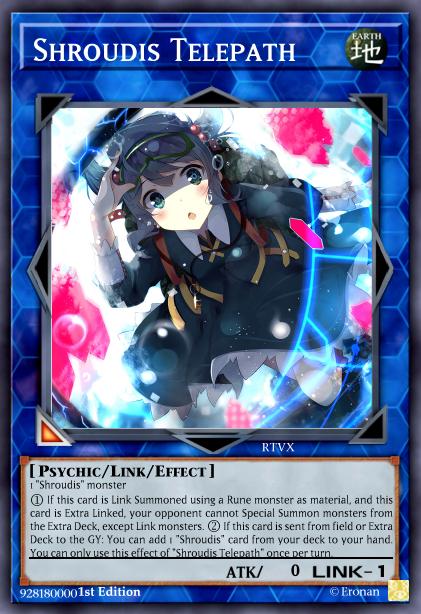 Shroudis Telepath
EARTH
地
RTVX
[Psychic/Link/Effect]
1 "Shroudis" monster
① If this card is Link Summoned using a Rune monster as material, and this
card is Extra Linked, your opponent cannot Special Summon monsters from
the Extra Deck, except Link monsters. ② If this card is sent from field or Extra
Deck to the GY: You can add 1 "Shroudis" card from your deck to your hand.
You can only use this effect of "Shroudis Telepath" once per turn.
ATK/ 0 LINK-1
928180000 1st Edition © Eronan